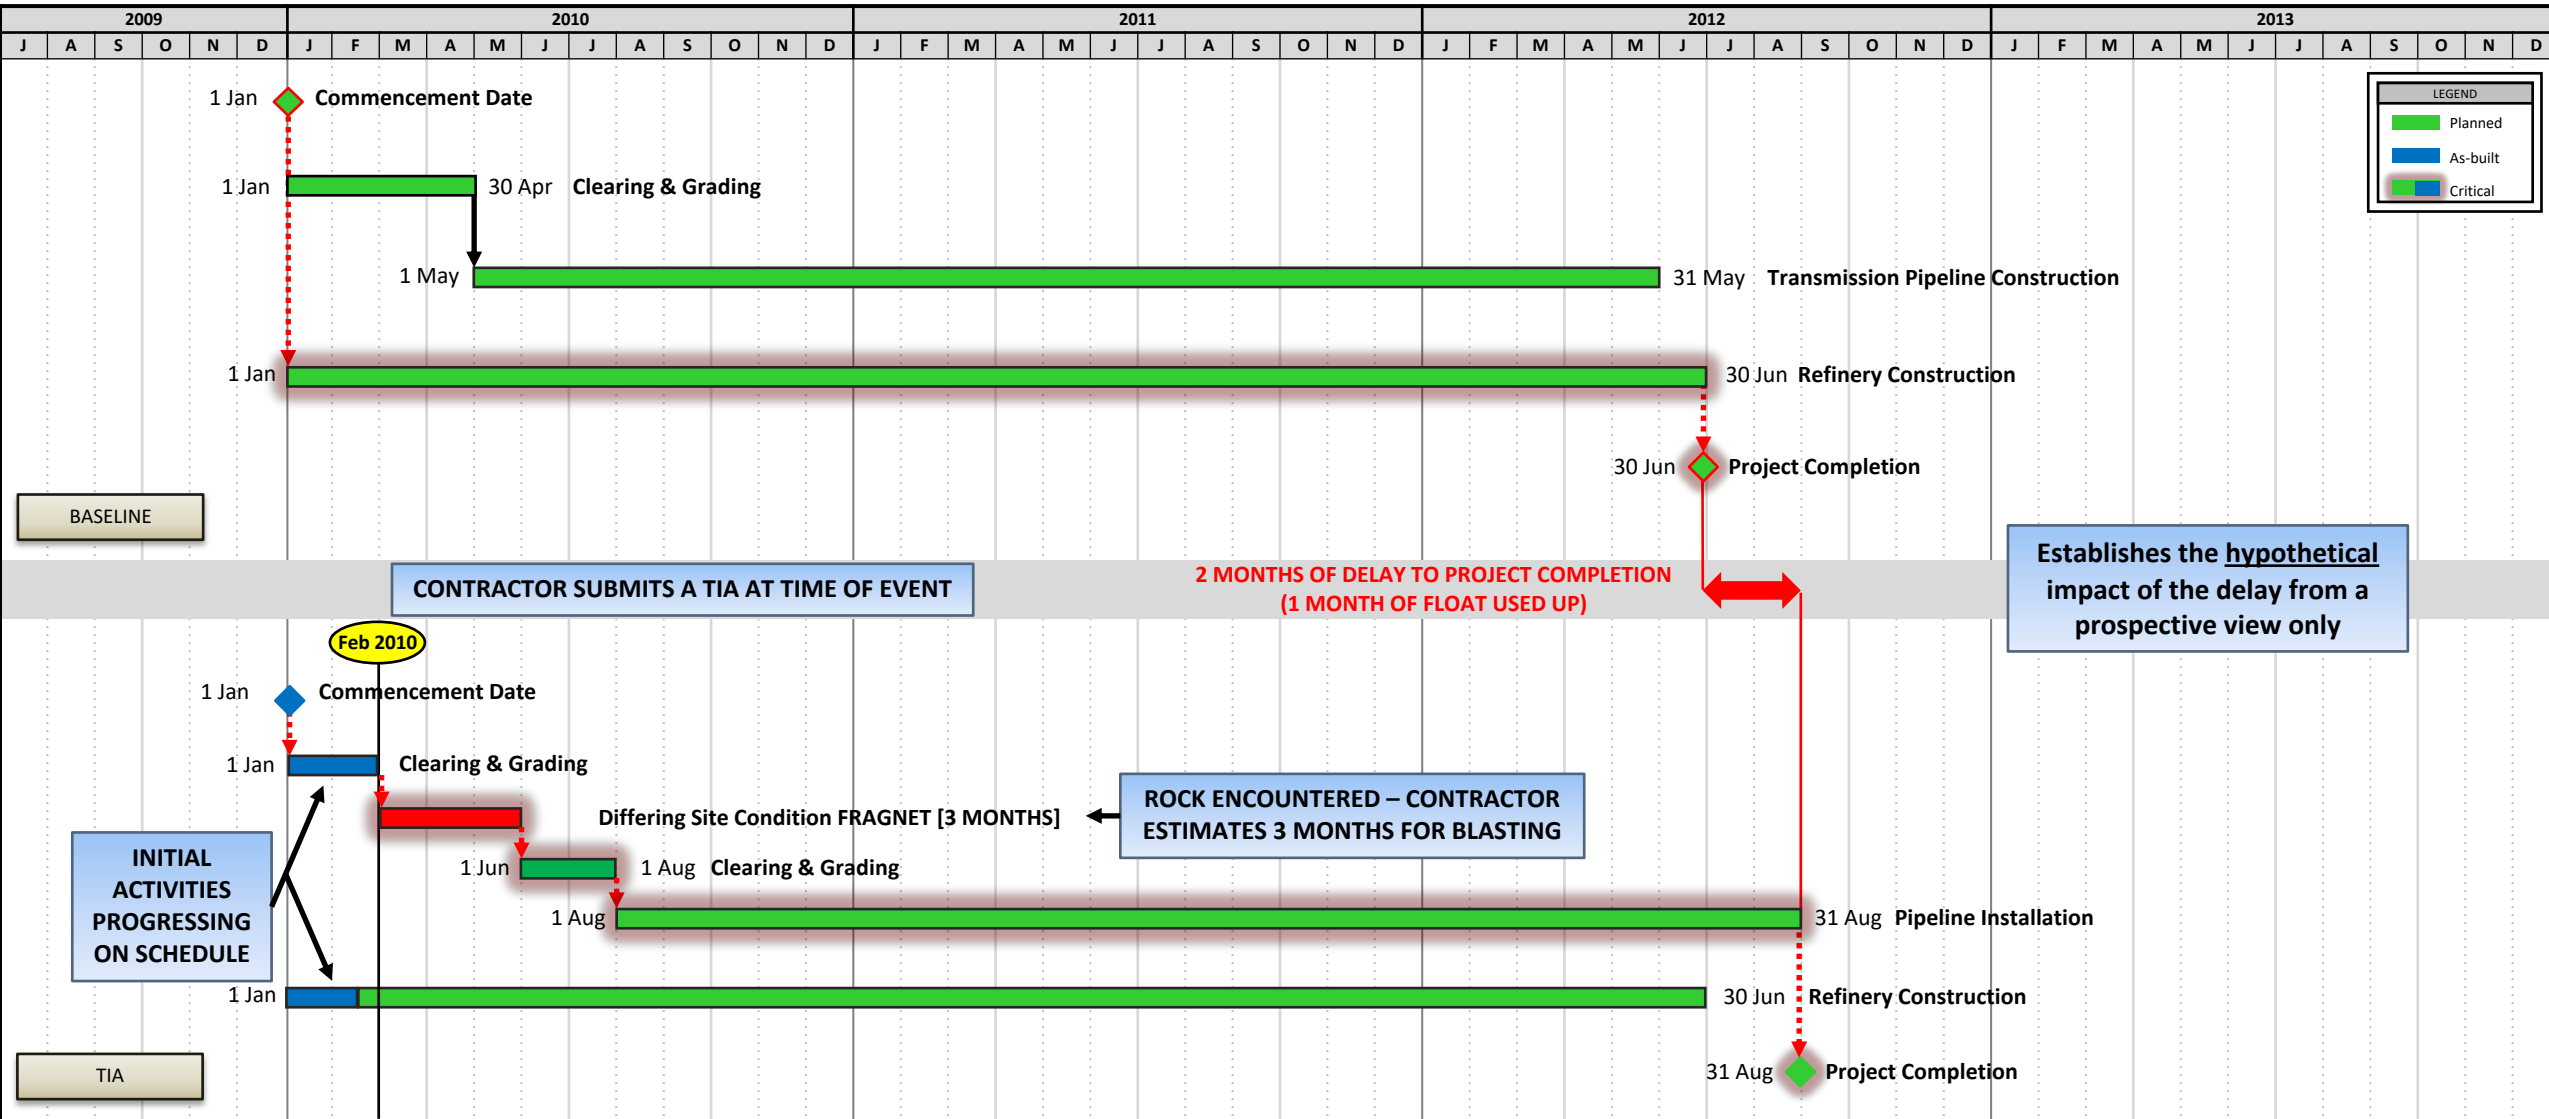 2009 2010 2011 2012 2013
J A S O N D J F M A M J J A S O N D J F M A M J J A S O N D J F M A M J J A S O N D J F M A M J J A S O N D
LEGEND
Planned
As-built
Critical
1 Jan Commencement Date
1 Jan 30 Apr Clearing & Grading
1 May 31 May Transmission Pipeline Construction
1 Jan 30 Jun Refinery Construction
30 Jun Project Completion
BASELINE
CONTRACTOR SUBMITS A TIA AT TIME OF EVENT
2 MONTHS OF DELAY TO PROJECT COMPLETION
(1 MONTH OF FLOAT USED UP)
Establishes the hypothetical
impact of the delay from a
prospective view only
Feb 2010
1 Jan Commencement Date
1 Jan Clearing & Grading
Differing Site Condition FRAGNET [3 MONTHS]
ROCK ENCOUNTERED – CONTRACTOR
ESTIMATES 3 MONTHS FOR BLASTING
INITIAL
ACTIVITIES
PROGRESSING
ON SCHEDULE
1 Jun 1 Aug Clearing & Grading
1 Aug 31 Aug Pipeline Installation
1 Jan 30 Jun Refinery Construction
31 Aug Project Completion
TIA